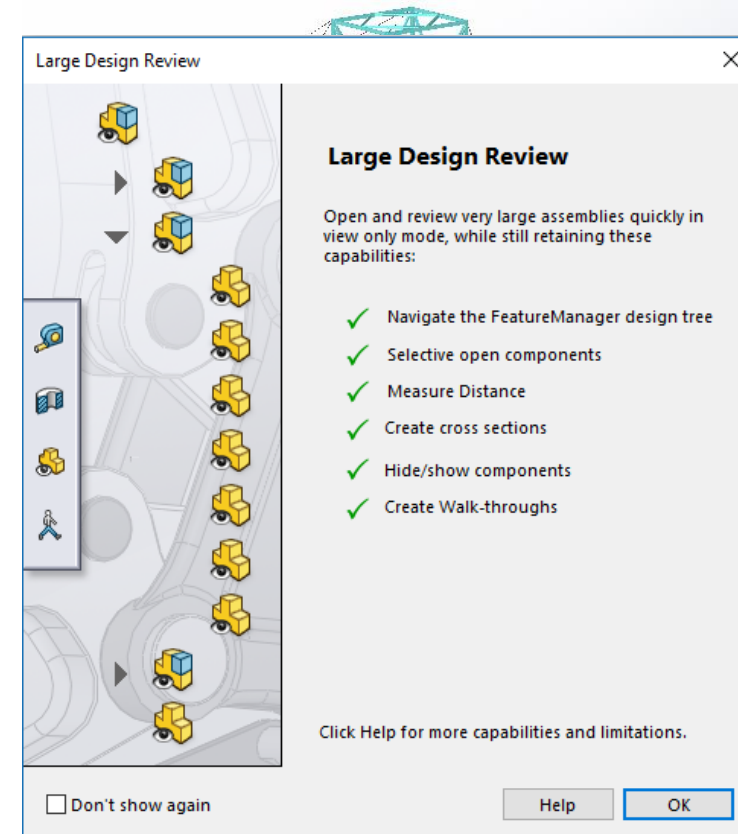 Large Design Review
Large Design Review
Open and review very large assemblies quickly in
view only mode, while still retaining these
capabilities:
Navigate the FeatureManager design tree
Selective open components
Measure Distance
Create cross sections
Hide/show components
Create Walk-throughs
Click Help for more capabilities and limitations.
Don't show again
Help
OK